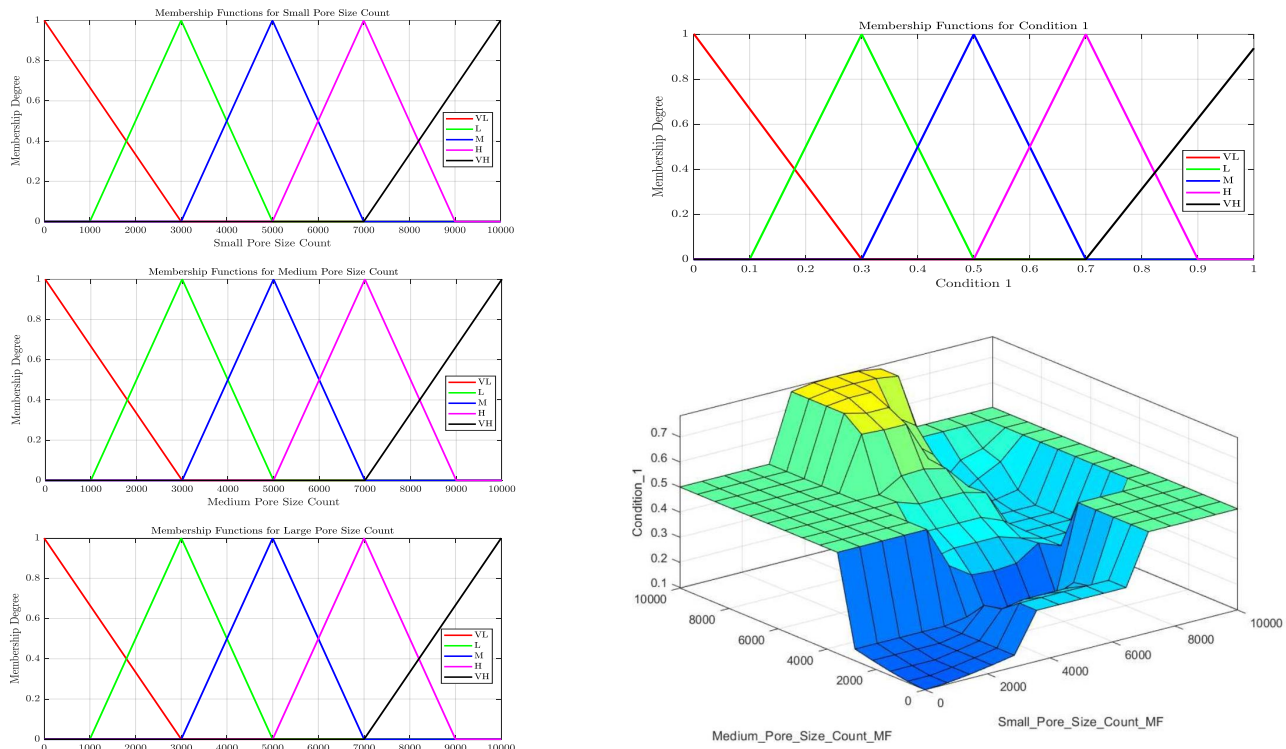 Membership Functions for Small Pore Size Count
1
0.8
0.6
0.4
0.2
0
Membership Degree
VL
L
M
H
VH
0 1000 2000 3000 4000 5000 6000 7000 8000 9000 10000
Small Pore Size Count
Membership Functions for Medium Pore Size Count
1
0.8
0.6
0.4
0.2
0
Membership Degree
VL
L
M
H
VH
0 1000 2000 3000 4000 5000 6000 7000 8000 9000 10000
Medium Pore Size Count
Membership Functions for Large Pore Size Count
1
0.8
0.6
0.4
0.2
0
Membership Degree
VL
L
M
H
VH
0 1000 2000 3000 4000 5000 6000 7000 8000 9000 10000
Membership Functions for Condition 1
1
0.8
0.6
0.4
0.2
0
Membership Degree
VL
L
M
H
VH
0 0.1 0.2 0.3 0.4 0.5 0.6 0.7 0.8 0.9 1
Condition 1
0.7
0.6
0.5
0.4
0.3
0.2
0.1
Condition_1
10000
8000
6000
4000
2000
0
Medium_Pore_Size_Count_MF
0
2000
4000
6000
8000
10000
Small_Pore_Size_Count_MF